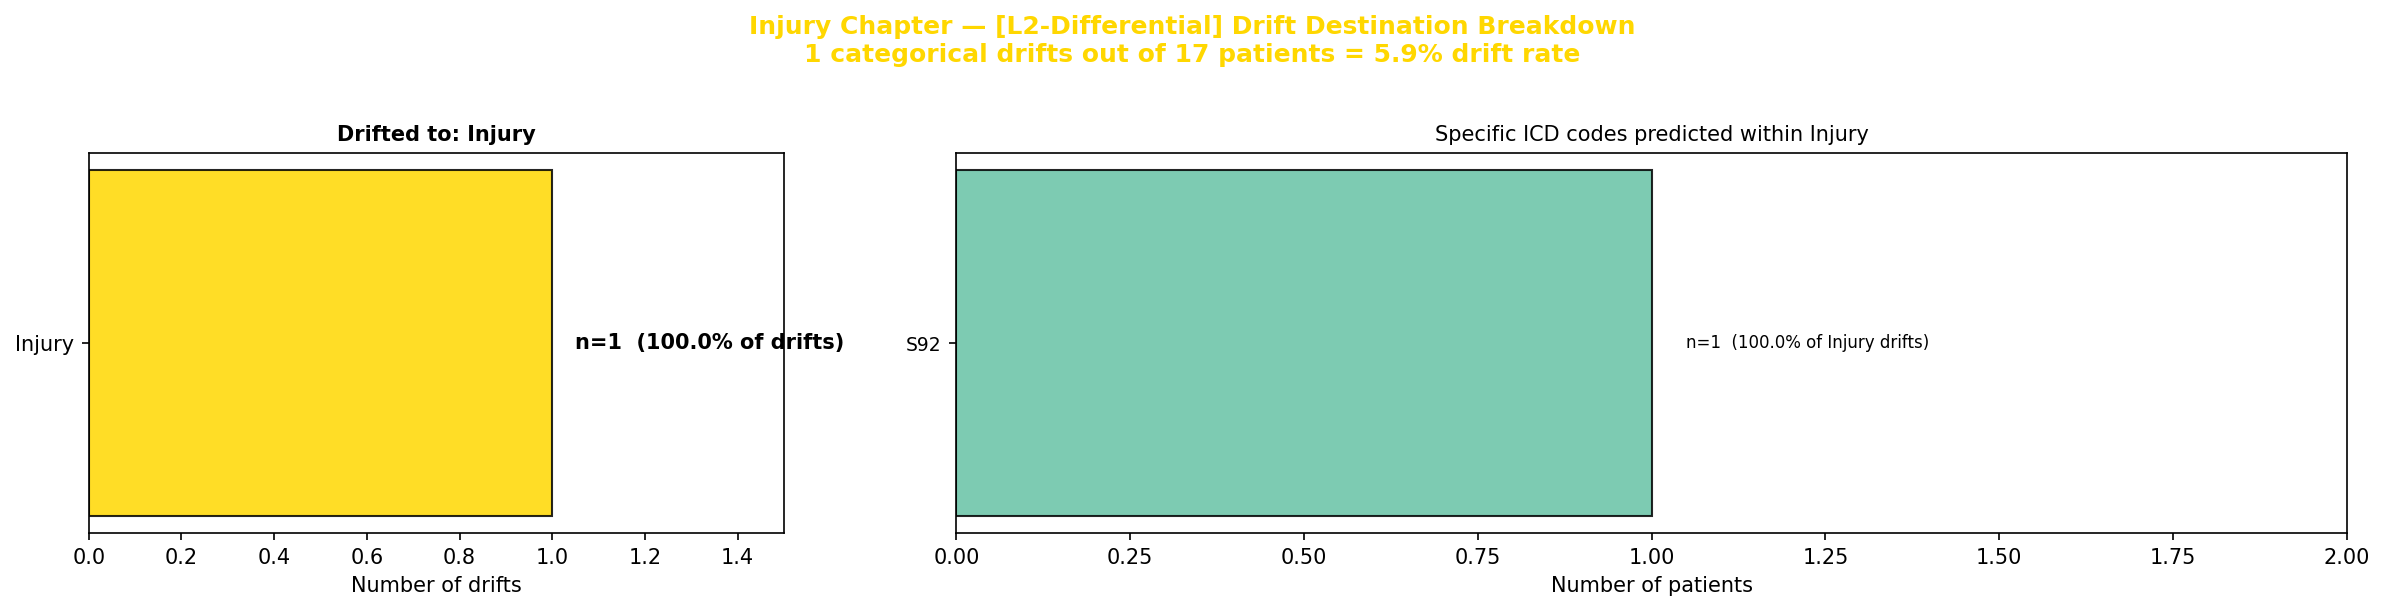 Injury Chapter — [L2-Differential] Drift Destination Breakdown
1 categorical drifts out of 17 patients = 5.9% drift rate
Drifted to: Injury
Injury
n=1  (100.0% of drifts)
0.0 0.2 0.4 0.6 0.8 1.0 1.2 1.4
Number of drifts
Specific ICD codes predicted within Injury
S92
n=1  (100.0% of Injury drifts)
0.00 0.25 0.50 0.75 1.00 1.25 1.50 1.75 2.00
Number of patients